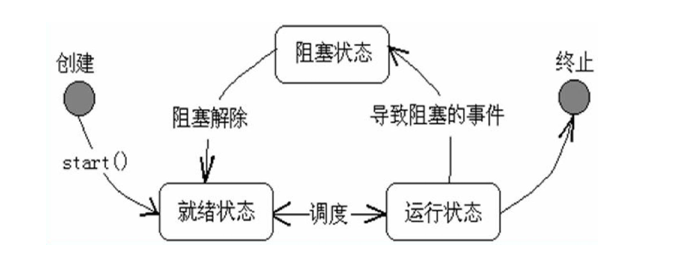 阻塞状态
创建
终止
阻塞解除
导致阻塞的事件
start()
就绪状态
调度
运行状态